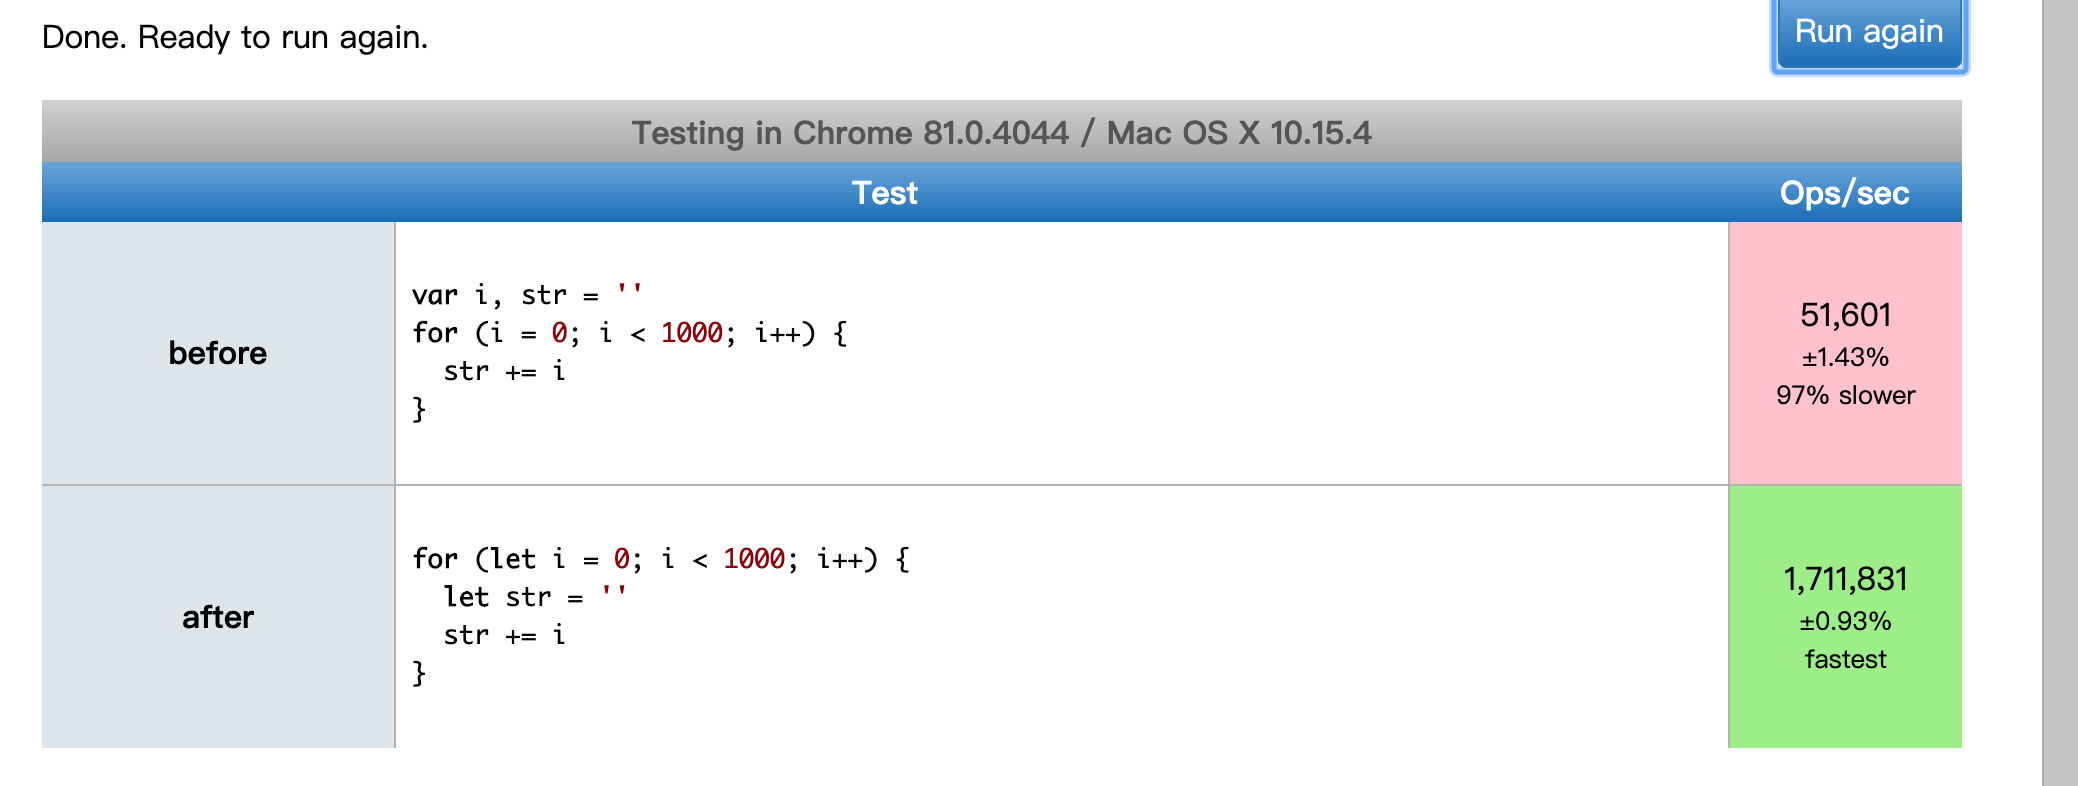 Done. Ready to run again.
Run again
Testing in Chrome 81.0.4044 / Mac OS X 10.15.4
Test Ops/sec
before
var i, str = ''
for (i = 0; i < 1000; i++) {
  str += i
}
51,601
±1.43%
97% slower
after
for (let i = 0; i < 1000; i++) {
  let str = ''
  str += i
}
1,711,831
±0.93%
fastest